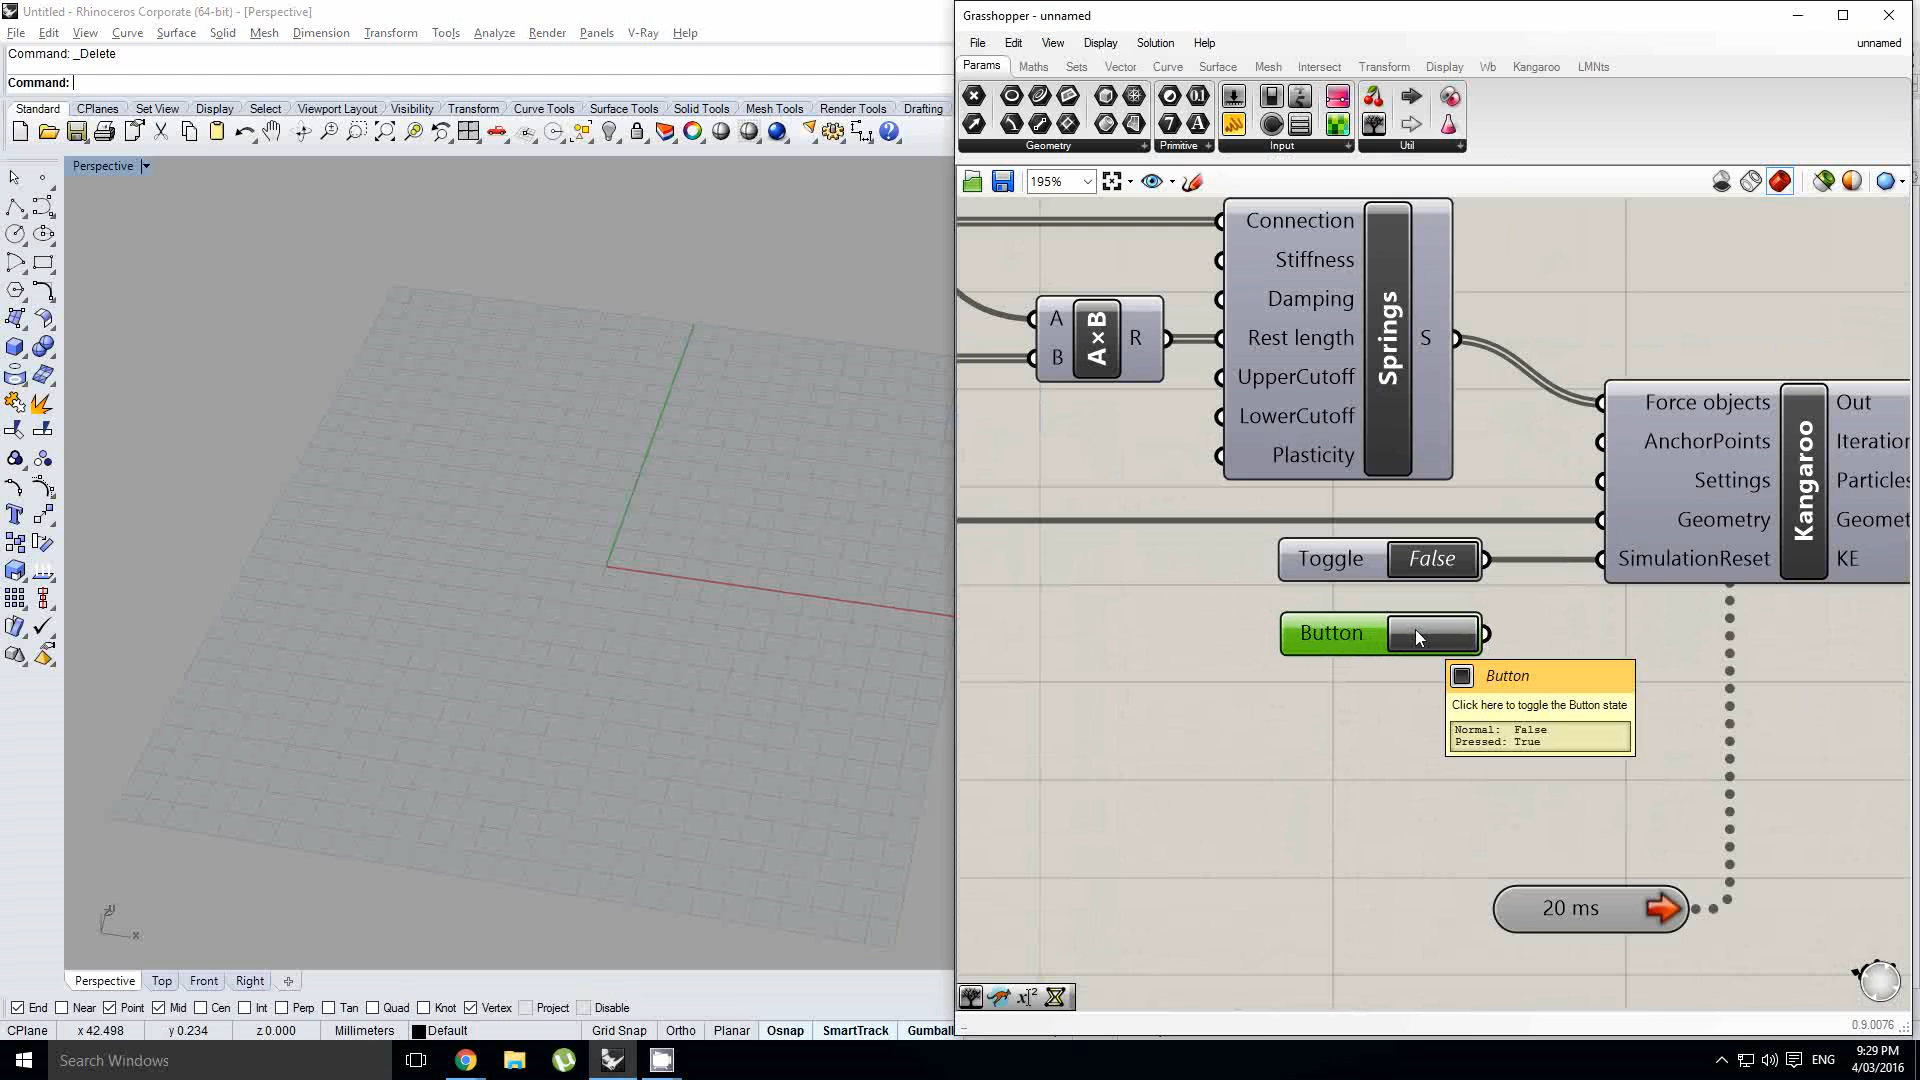 Untitled - Rhinoceros Corporate (64-bit) - [Perspective]
File Edit View Curve Surface Solid Mesh Dimension Transform Tools Analyze Render Panels V-Ray Help
Command: _Delete
Command:
Standard CPlanes Set View Display Select Viewport Layout Visibility Transform Curve Tools Surface Tools Solid Tools Mesh Tools Render Tools Drafting
Perspective
x
Perspective Top Front Right
End Near Point Mid Cen Int Perp Tan Quad Knot Vertex Project Disable
CPlane x 42.498 y 0.234 z 0.000 Millimeters Default Grid Snap Ortho Planar Osnap SmartTrack Gumball
Grasshopper - unnamed
File Edit View Display Solution Help unnamed
Params Maths Sets Vector Curve Surface Mesh Intersect Transform Display Wb Kangaroo LMNts
Geometry Primitive Input Util
195%
Connection
Stiffness
Damping
Rest length
UpperCutoff
LowerCutoff
Plasticity
Springs
S
A
B
A×B
R
Force objects
AnchorPoints
Settings
Geometry
SimulationReset
Kangaroo
Out
Iteration
Particles
Geomet
KE
Toggle False
Button
Button
Click here to toggle the Button state
Normal: False
Pressed: True
20 ms
0.9.0076
Search Windows
ENG
9:29 PM
4/03/2016